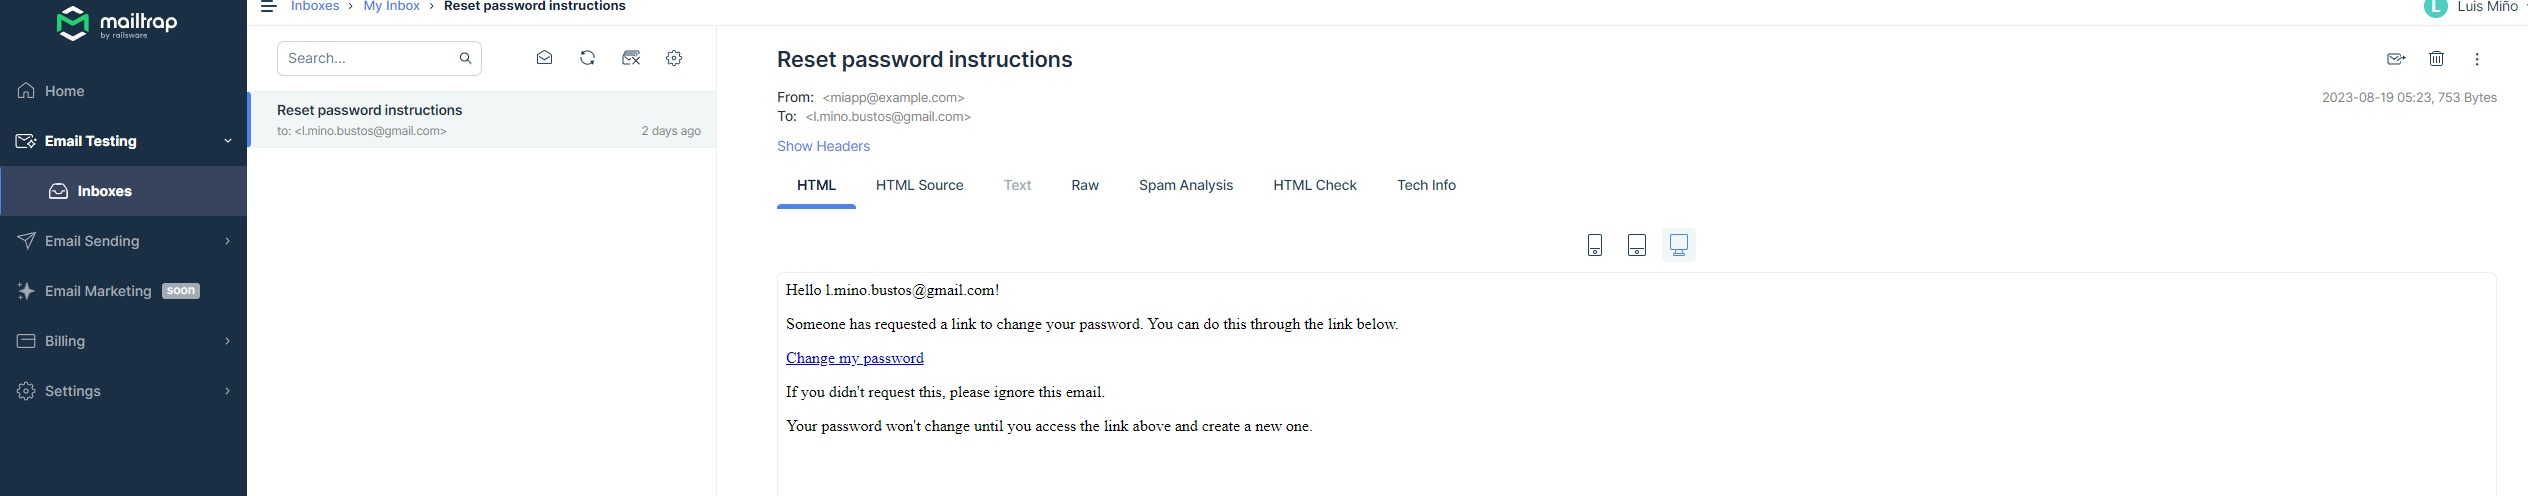 mailtrap
by railsware
Home
Email Testing
Inboxes
Email Sending
Email Marketing soon
Billing
Settings
Inboxes › My Inbox › Reset password instructions
Luis Miño
Search...
Reset password instructions
to: <l.mino.bustos@gmail.com> 2 days ago
Reset password instructions
From: <miapp@example.com> 2023-08-19 05:23, 753 Bytes
To: <l.mino.bustos@gmail.com>
Show Headers
HTML HTML Source Text Raw Spam Analysis HTML Check Tech Info
Hello l.mino.bustos@gmail.com!
Someone has requested a link to change your password. You can do this through the link below.
Change my password
If you didn't request this, please ignore this email.
Your password won't change until you access the link above and create a new one.